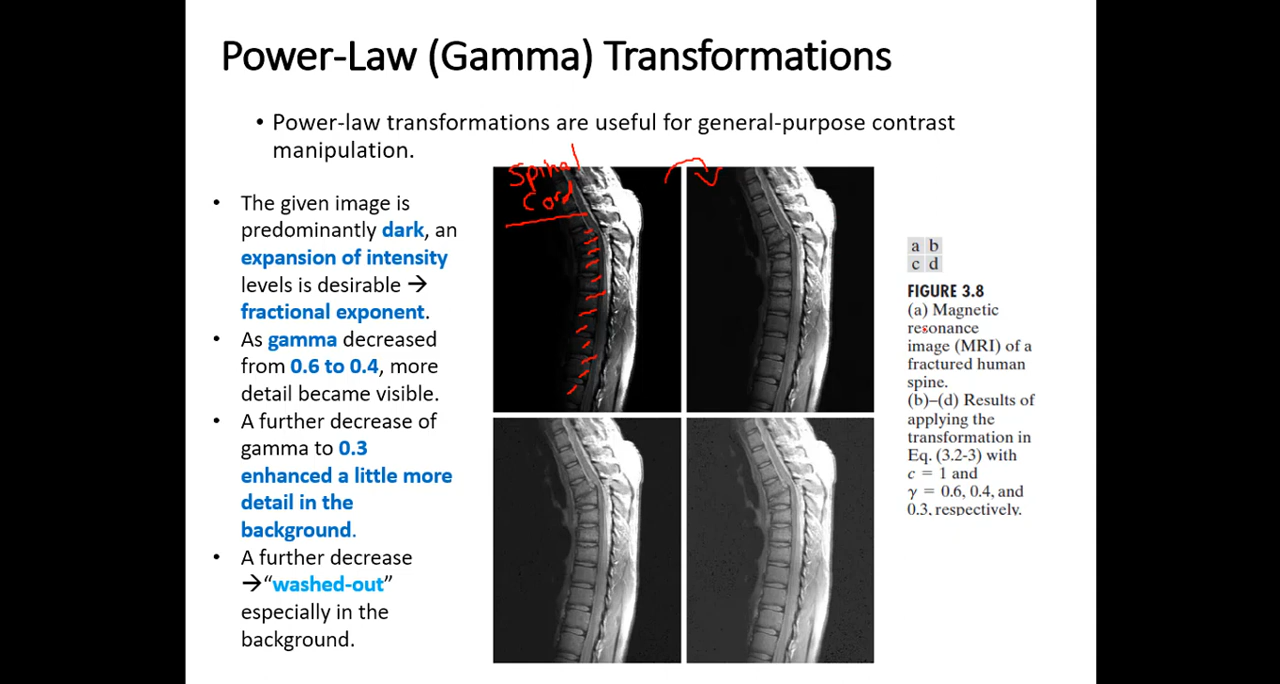 Power-Law (Gamma) Transformations
• Power-law transformations are useful for general-purpose contrast
manipulation.
• The given image is
predominantly dark, an
expansion of intensity
levels is desirable →
fractional exponent.
• As gamma decreased
from 0.6 to 0.4, more
detail became visible.
• A further decrease of
gamma to 0.3
enhanced a little more
detail in the
background.
• A further decrease
→“washed-out”
especially in the
background.
Spinal
Cord
a b
c d
FIGURE 3.8
(a) Magnetic
resonance
image (MRI) of a
fractured human
spine.
(b)–(d) Results of
applying the
transformation in
Eq. (3.2-3) with
c = 1 and
γ = 0.6, 0.4, and
0.3, respectively.